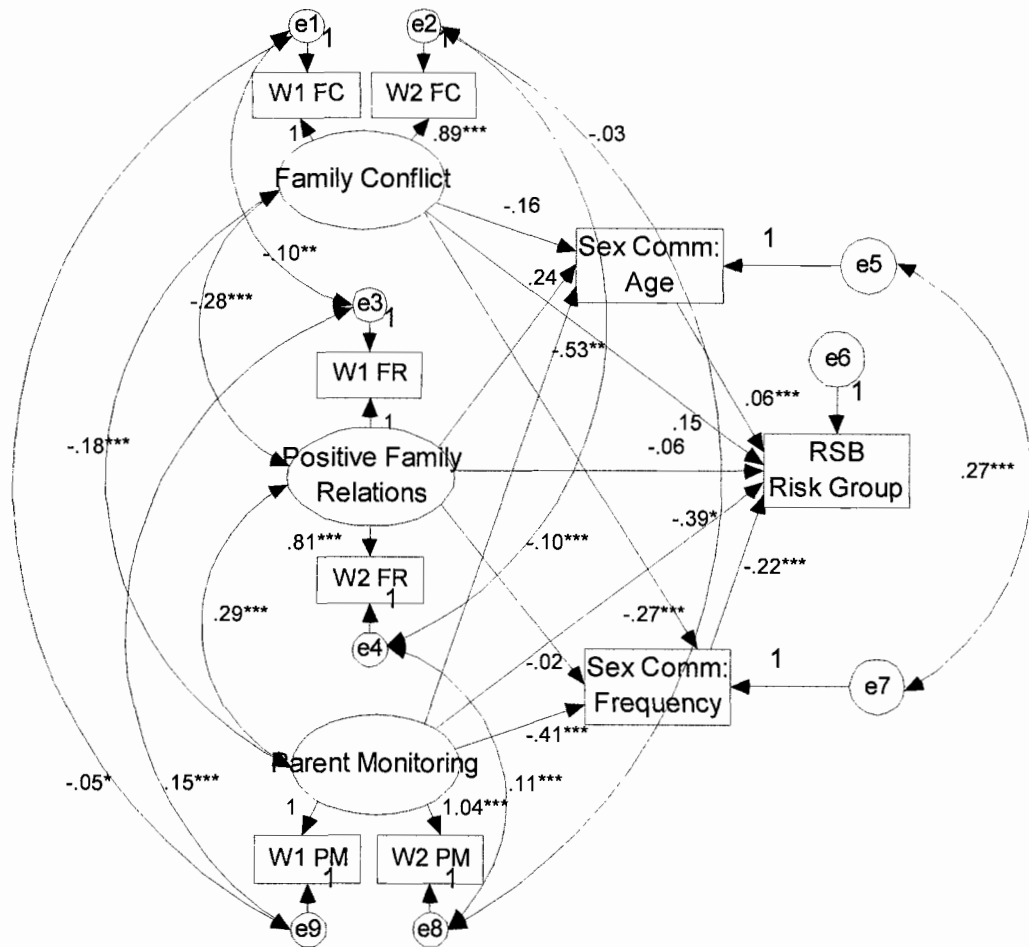 e1
1
e2
1
W1 FC
W2 FC
1
.89***
-.03
Family Conflict
-.16
Sex Comm:
Age
1
e5
-.10**
.24
-.28***
e3
1
-.53**
e6
1
W1 FR
1
.06***
.15
-.18***
Positive Family
Relations
-.06
RSB
Risk Group
.27***
.81***
-.10***
-.39*
W2 FR
1
-.22***
.29***
e4
-.27***
-.02
Sex Comm:
Frequency
1
e7
-.41***
Parent Monitoring
-.05*
.15***
1
1.04***
.11***
W1 PM
1
W2 PM
1
e9
e8